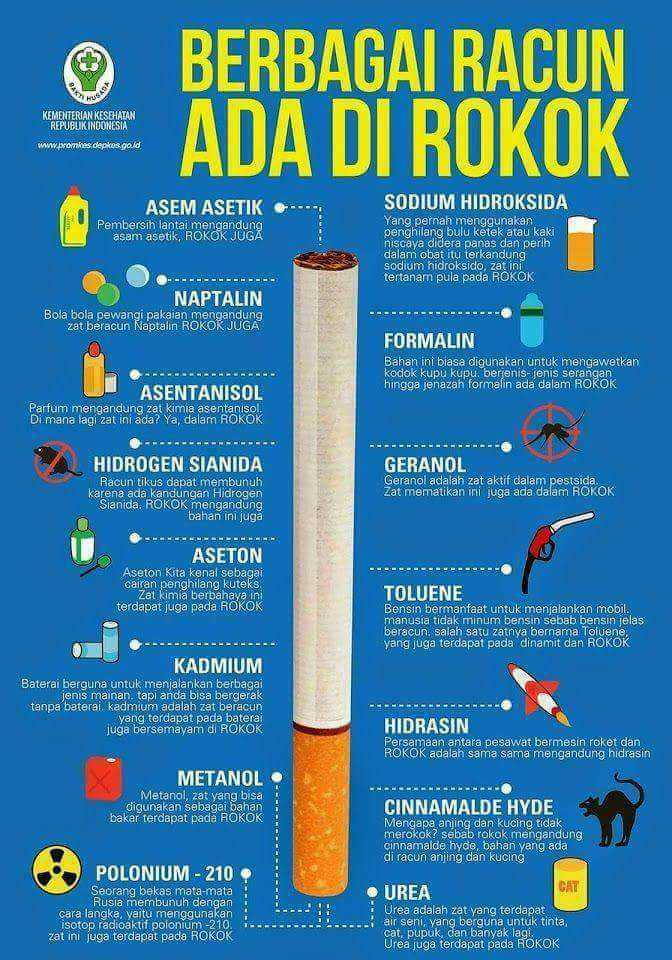 BERBAGAI RACUN
ADA DI ROKOK
BAKTI HUSADA
KEMENTERIAN KESEHATAN
REPUBLIK INDONESIA
www.promkes.depkes.go.id
ASEM ASETIK
Pembersih lantai mengandung
asam asetik, ROKOK JUGA
NAPTALIN
Bola bola pewangi pakaian mengandung
zat beracun Naptalin ROKOK JUGA
ASENTANISOL
Parfum mengandung zat kimia asentanisol.
Di mana lagi zat ini ada? Ya, dalam ROKOK
HIDROGEN SIANIDA
Racun tikus dapat membunuh
karena ada kandungan Hidrogen
Sianida. ROKOK mengandung
bahan ini juga
ASETON
Aseton Kita kenal sebagai
cairan penghilang kuteks.
Zat kimia berbahaya ini
terdapat juga pada ROKOK
KADMIUM
Baterai berguna untuk menjalankan berbagai
jenis mainan. tapi anda bisa bergerak
tanpa baterai. kadmium adalah zat beracun
yang terdapat pada baterai
juga bersemayam di ROKOK
METANOL
Metanol, zat yang bisa
digunakan sebagai bahan
bakar terdapat pada ROKOK
POLONIUM - 210
Seorang bekas mata-mata
Rusia membunuh dengan
cara langka, yaitu menggunakan
isotop radioaktif polonium -210.
zat ini juga terdapat pada ROKOK
SODIUM HIDROKSIDA
Yang pernah menggunakan
penghilang bulu ketek atau kaki
niscaya didera panas dan perih
dalam obat itu terkandung
sodium hidroksido, zat ini
tertanam pula pada ROKOK
FORMALIN
Bahan ini biasa digunakan untuk mengawetkan
kodok kupu kupu. berjenis- jenis serangan
hingga jenazah formalin ada dalam ROKOK
GERANOL
Geranol adalah zat aktif dalam pestsida.
Zat mematikan ini juga ada dalam ROKOK
TOLUENE
Bensin bermanfaat untuk menjalankan mobil.
manusia tidak minum bensin sebab bensin jelas
beracun. salah satu zatnya bernama Toluene,
yang juga terdapat pada dinamit dan ROKOK
HIDRASIN
Persamaan antara pesawat bermesin roket dan
ROKOK adalah sama sama mengandung hidrasin
CINNAMALDE HYDE
Mengapa anjing dan kucing tidak
merokok? sebab rokok mengandung
cinnamalde hyde, bahan yang ada
di racun anjing dan kucing
CAT
UREA
Urea adalah zat yang terdapat
air seni, yang berguna untuk tinta,
cat, pupuk, dan banyak lagi.
Urea juga terdapat pada ROKOK